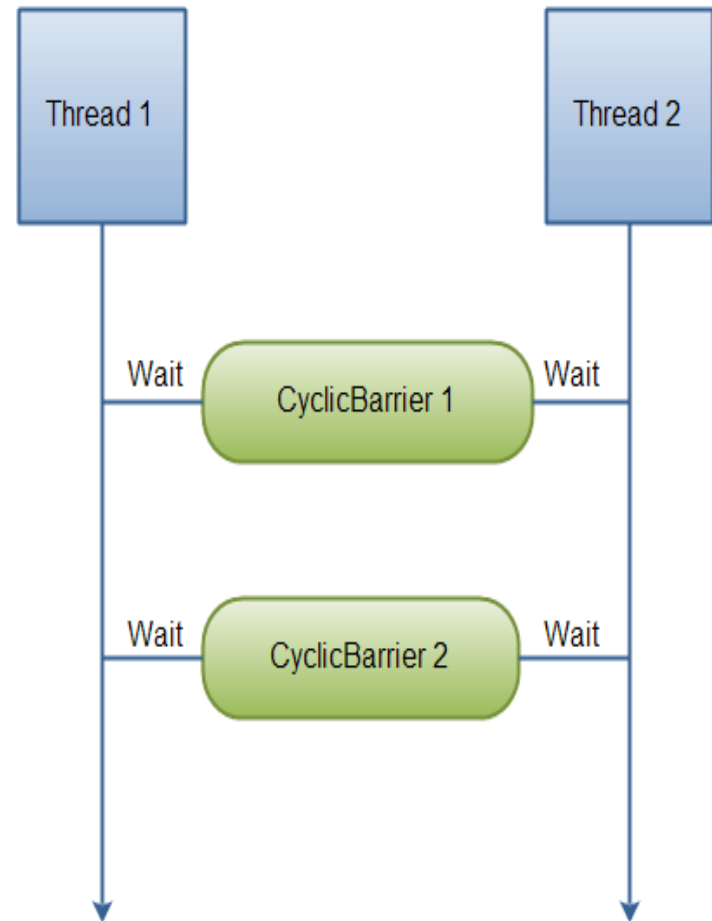 Thread 1
Thread 2
Wait
CyclicBarrier 1
Wait
Wait
CyclicBarrier 2
Wait